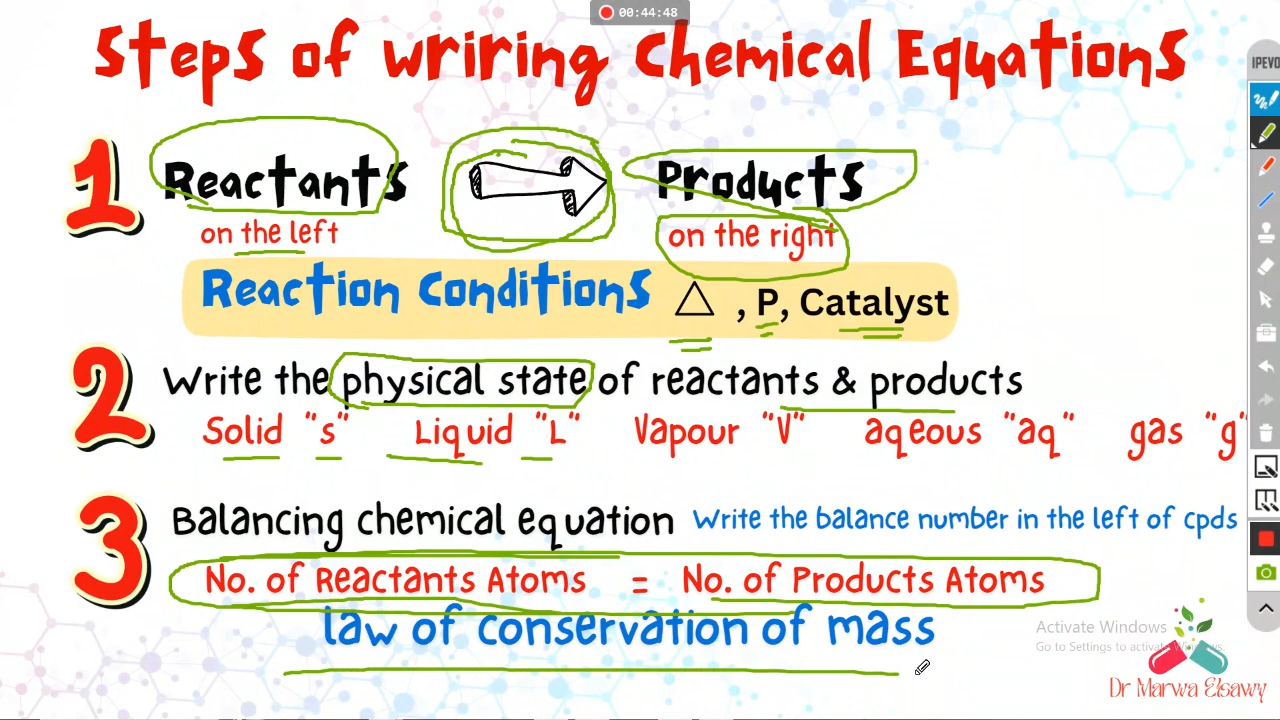 00:44:48
Steps of Wriring Chemical Equations
IPEVO
1 Reactants Products
on the left on the right
Reaction Conditions △ , P, Catalyst
2 Write the physical state of reactants & products
Solid "s" Liquid "L" Vapour "V" aqeous "aq" gas "g"
3 Balancing chemical equation Write the balance number in the left of cpds
No. of Reactants Atoms = No. of Products Atoms
law of conservation of mass
Activate Windows
Go to Settings to activate Windows.
Dr Marwa Elsawy